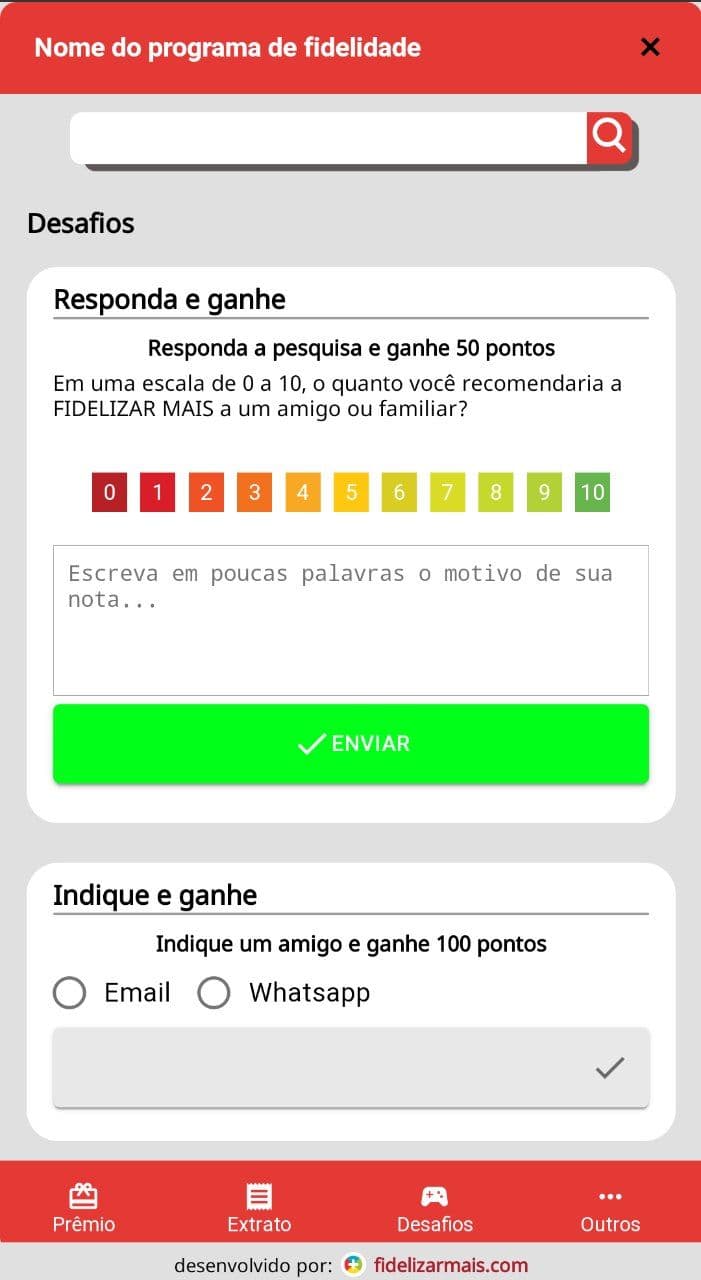 Nome do programa de fidelidade
Desafios
Responda e ganhe
Responda a pesquisa e ganhe 50 pontos
Em uma escala de 0 a 10, o quanto você recomendaria a
FIDELIZAR MAIS a um amigo ou familiar?
0 1 2 3 4 5 6 7 8 9 10
Escreva em poucas palavras o motivo de sua
nota...
ENVIAR
Indique e ganhe
Indique um amigo e ganhe 100 pontos
Email Whatsapp
Prêmio Extrato Desafios Outros
desenvolvido por: fidelizarmais.com